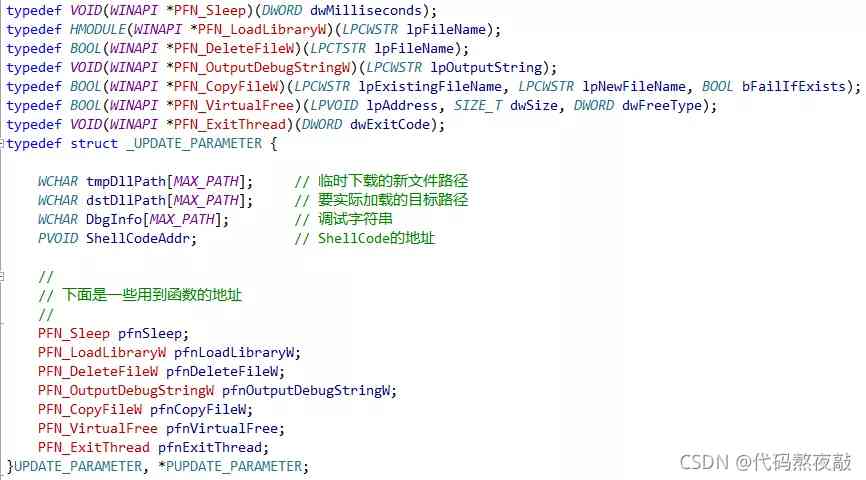 typedef VOID(WINAPI *PFN_Sleep)(DWORD dwMilliseconds);
typedef HMODULE(WINAPI *PFN_LoadLibraryW)(LPCWSTR lpFileName);
typedef BOOL(WINAPI *PFN_DeleteFileW)(LPCTSTR lpFileName);
typedef VOID(WINAPI *PFN_OutputDebugStringW)(LPCWSTR lpOutputString);
typedef BOOL(WINAPI *PFN_CopyFileW)(LPCWSTR lpExistingFileName, LPCWSTR lpNewFileName, BOOL bFailIfExists);
typedef BOOL(WINAPI *PFN_VirtualFree)(LPVOID lpAddress, SIZE_T dwSize, DWORD dwFreeType);
typedef VOID(WINAPI *PFN_ExitThread)(DWORD dwExitCode);
typedef struct _UPDATE_PARAMETER {
WCHAR tmpDllPath[MAX_PATH]; // 临时下载的新文件路径
WCHAR dstDllPath[MAX_PATH]; // 要实际加载的目标路径
WCHAR DbgInfo[MAX_PATH]; // 调试字符串
PVOID ShellCodeAddr; // ShellCode的地址
//
// 下面是一些用到函数的地址
//
PFN_Sleep pfnSleep;
PFN_LoadLibraryW pfnLoadLibraryW;
PFN_DeleteFileW pfnDeleteFileW;
PFN_OutputDebugStringW pfnOutputDebugStringW;
PFN_CopyFileW pfnCopyFileW;
PFN_VirtualFree pfnVirtualFree;
PFN_ExitThread pfnExitThread;
}UPDATE_PARAMETER, *PUPDATE_PARAMETER;
CSDN @代码熬夜敲